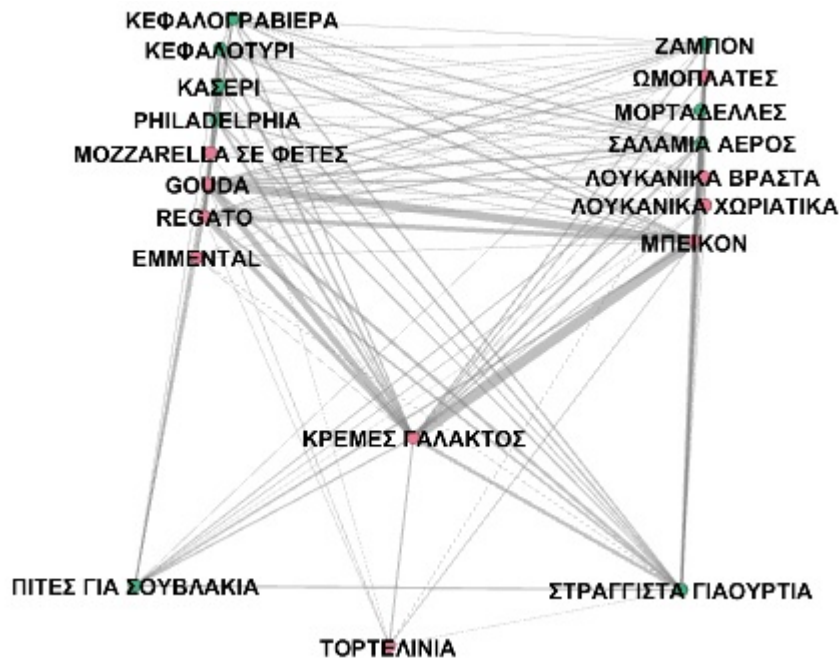 ΚΕΦΑΛΟΓΡΑΒΙΕΡΑ
ΚΕΦΑΛΟΤΥΡΙ
ΚΑΣΕΡΙ
PHILADELPHIA
MOZZARELLA ΣΕ ΦΕΤΕΣ
GOUDA
REGATO
EMMENTAL
ΖΑΜΠΟΝ
ΩΜΟΠΛΑΤΕΣ
ΜΟΡΤΑΔΕΛΛΕΣ
ΣΑΛΑΜΙΑ ΑΕΡΟΣ
ΛΟΥΚΑΝΙΚΑ ΒΡΑΣΤΑ
ΛΟΥΚΑΝΙΚΑ ΧΩΡΙΑΤΙΚΑ
ΜΠΕΙΚΟΝ
ΚΡΕΜΕΣ ΓΑΛΑΚΤΟΣ
ΠΙΤΕΣ ΓΙΑ ΣΟΥΒΛΑΚΙΑ
ΣΤΡΑΓΓΙΣΤΑ ΓΙΑΟΥΡΤΙΑ
ΤΟΡΤΕΛΙΝΙΑ